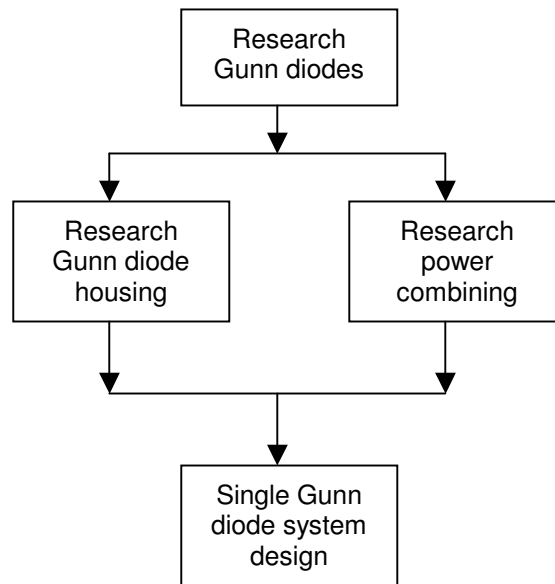 Research
Gunn diodes
Research
Gunn diode
housing
Research
power
combining
Single Gunn
diode system
design